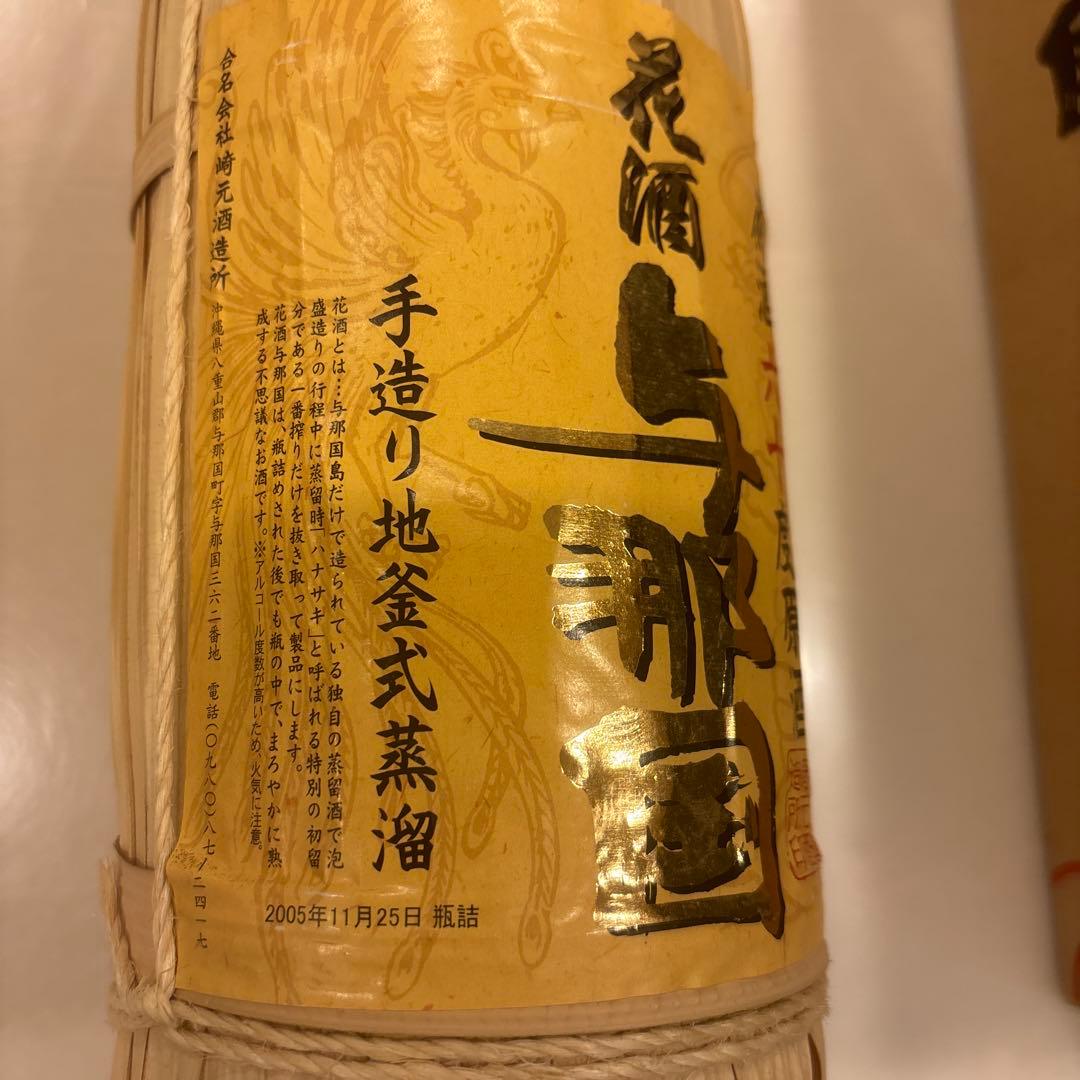 花酒
与那国
手造り地釜式蒸溜
花酒とは…与那国島だけで造られている独自の蒸留酒で泡
盛造りの行程中に蒸留時「ハナサキ」と呼ばれる特別の初留
分である一番搾りだけを抜き取って製品にします。
花酒与那国は、瓶詰めされた後でも瓶の中で、まろやかに熟
成する不思議なお酒です。※アルコール度数が高いため、火気に注意。
合名会社 崎元酒造所 沖縄県八重山郡与那国町字与那国三六二番地 電話(〇九八〇)八七ノ二四一七
2005年11月25日 瓶詰